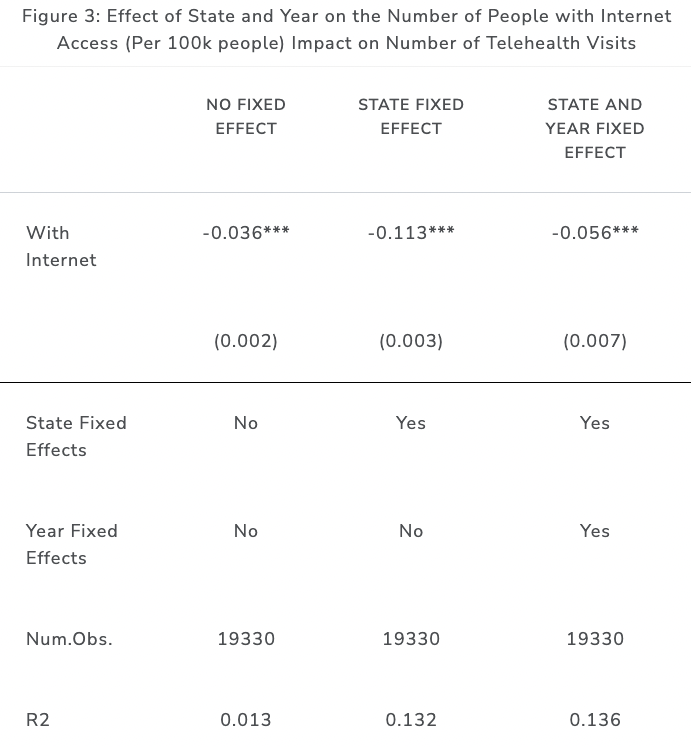 Figure 3: Effect of State and Year on the Number of People with Internet
Access (Per 100k people) Impact on Number of Telehealth Visits
NO FIXED EFFECT
STATE FIXED EFFECT
STATE AND YEAR FIXED EFFECT
With Internet
-0.036*** -0.113*** -0.056***
(0.002) (0.003) (0.007)
State Fixed Effects
No Yes Yes
Year Fixed Effects
No No Yes
Num.Obs. 19330 19330 19330
R2 0.013 0.132 0.136